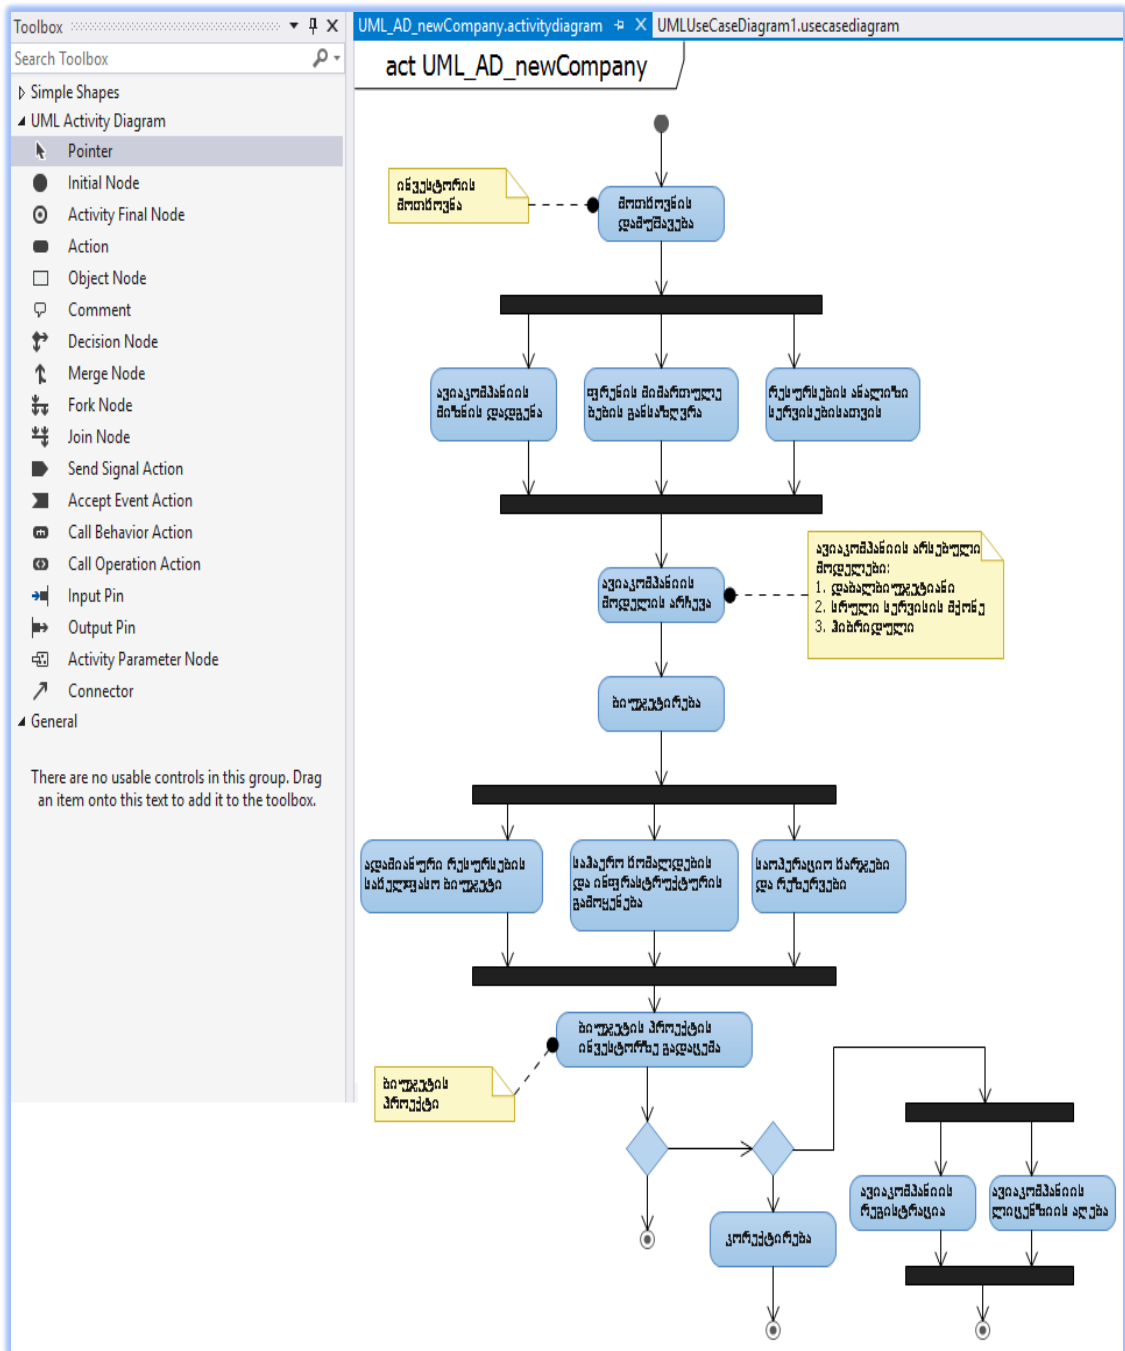 Toolbox
Search Toolbox
Simple Shapes
UML Activity Diagram
Pointer
Initial Node
Activity Final Node
Action
Object Node
Comment
Decision Node
Merge Node
Fork Node
Join Node
Send Signal Action
Accept Event Action
Call Behavior Action
Call Operation Action
Input Pin
Output Pin
Activity Parameter Node
Connector
General
There are no usable controls in this group. Drag
an item onto this text to add it to the toolbox.
UML_AD_newCompany.activitydiagram
UMLUseCaseDiagram1.usecasediagram
act UML_AD_newCompany
ინვესტორის
მოთხოვნა
მოთხოვნის
დამუშავება
ავიაკომპანიის
მიზნის დადგენა
ფრენის მიმართულე
ბების განსაზღვრა
რესურსების ანალიზი
სერვისებისათვის
ავიაკომპანიის
მოდელის არჩევა
ავიაკომპანიის არსებული
მოდელები:
1. დაბალბიუჯეტიანი
2. სრული სერვისის მქონე
3. ჰიბრიდული
ბიუჯეტირება
ადამიანური რესურსების
სახელფასო ბიუჯეტი
საჰაერო ხომალდების
და ინფრასტრუქტურის
გამოყენება
საოპერაციო ხარჯები
და რეზერვები
ბიუჯეტის პროექტის
ინვესტორზე გადაცემა
ბიუჯეტის
პროექტი
კორექტირება
ავიაკომპანიის
რეგისტრაცია
ავიაკომპანიის
ლიცენზიის აღება